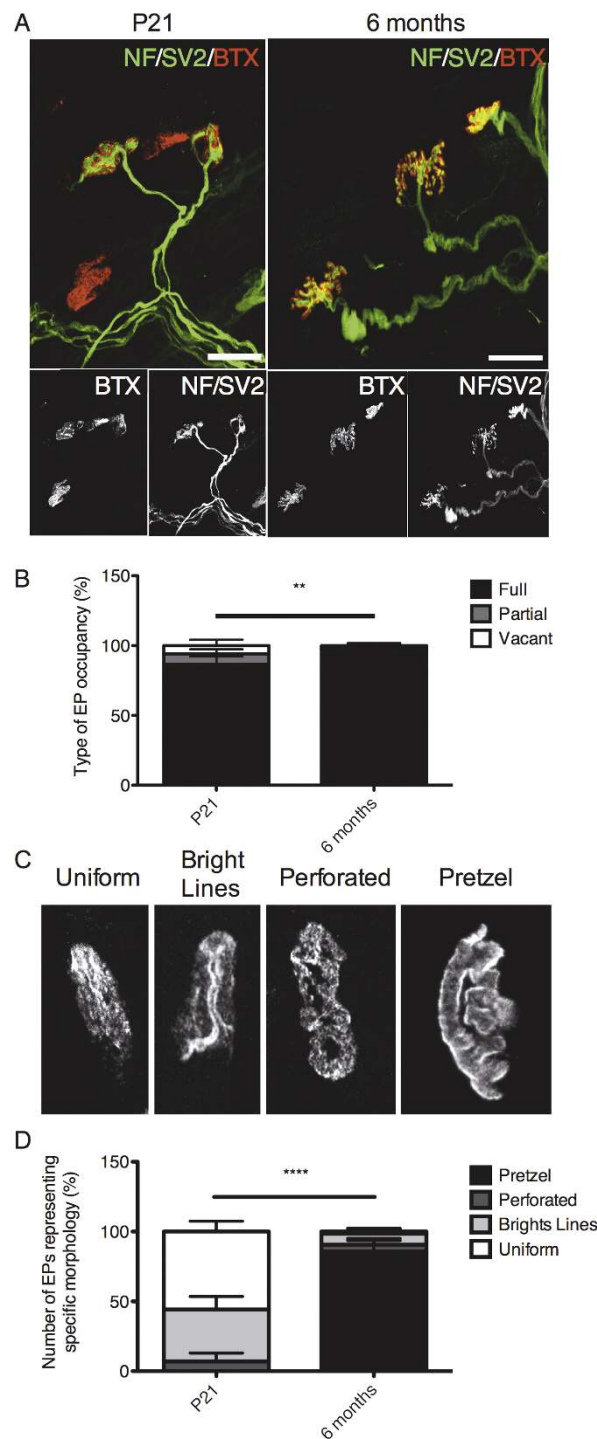 A
P21
6 months
NF/SV2/BTX
NF/SV2/BTX
BTX
NF/SV2
BTX
NF/SV2
B
Type of EP occupancy (%)
150
100
50
0
**
P21
6 months
Full
Partial
Vacant
C
Uniform
Bright
Lines
Perforated
Pretzel
D
Number of EPs representing
specific morphology (%)
150
100
50
0
****
P21
6 months
Pretzel
Perforated
Brights Lines
Uniform